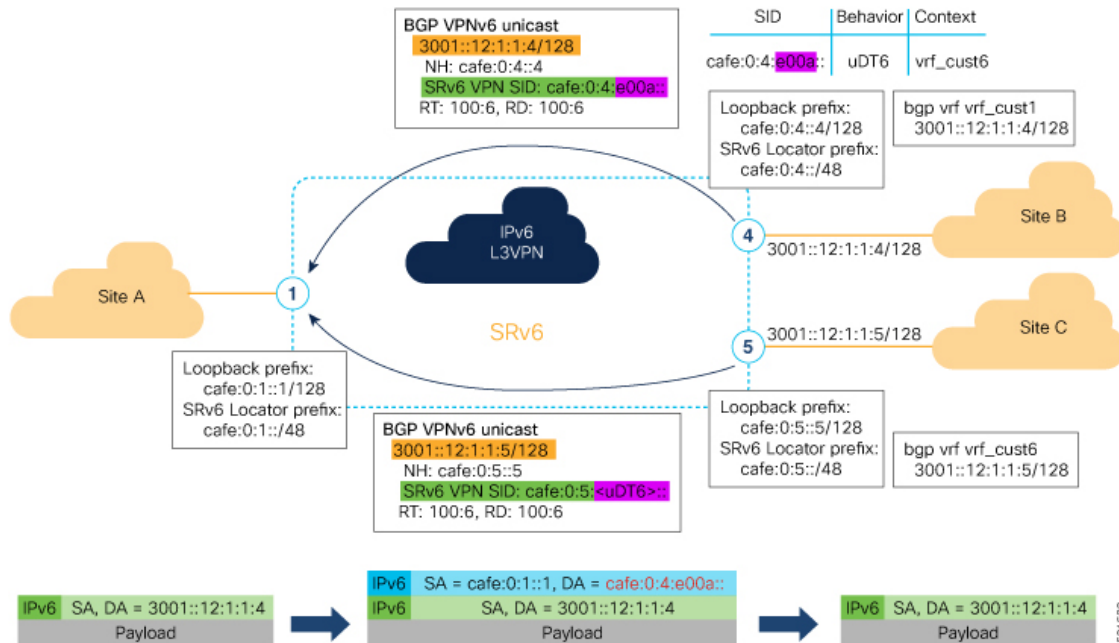 BGP VPNv6 unicast
3001::12:1:1:4/128
NH: cafe:0:4::4
SRv6 VPN SID: cafe:0:4:e00a::
RT: 100:6, RD: 100:6
SID Behavior Context
cafe:0:4:e00a:: uDT6 vrf_cust6
Loopback prefix:
cafe:0:4::4/128
SRv6 Locator prefix:
cafe:0:4::/48
bgp vrf vrf_cust1
3001::12:1:1:4/128
IPv6
L3VPN
Site A
1
SRv6
4
3001::12:1:1:4/128
Site B
5
3001::12:1:1:5/128
Site C
Loopback prefix:
cafe:0:1::1/128
SRv6 Locator prefix:
cafe:0:1::/48
BGP VPNv6 unicast
3001::12:1:1:5/128
NH: cafe:0:5::5
SRv6 VPN SID: cafe:0:5:<uDT6>::
RT: 100:6, RD: 100:6
Loopback prefix:
cafe:0:5::5/128
SRv6 Locator prefix:
cafe:0:5::/48
bgp vrf vrf_cust6
3001::12:1:1:5/128
IPv6 SA, DA = 3001::12:1:1:4
Payload
IPv6 SA = cafe:0:1::1, DA = cafe:0:4:e00a::
IPv6 SA, DA = 3001::12:1:1:4
Payload
IPv6 SA, DA = 3001::12:1:1:4
Payload